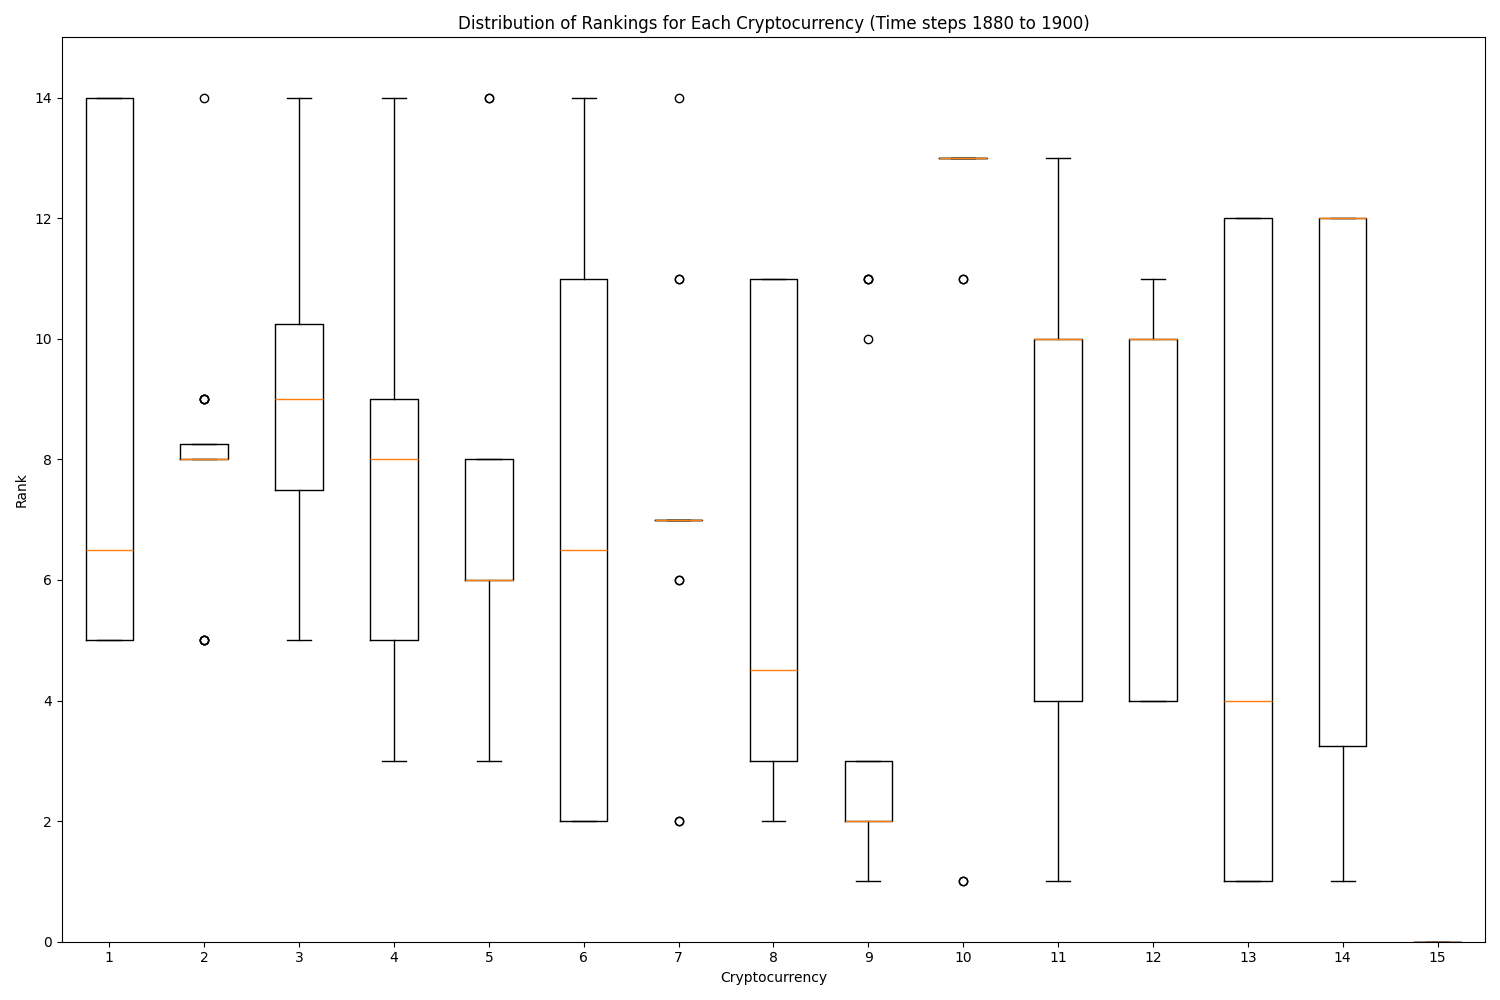 Distribution of Rankings for Each Cryptocurrency (Time steps 1880 to 1900)
Rank
14
12
10
8
6
4
2
0
1 2 3 4 5 6 7 8 9 10 11 12 13 14 15
Cryptocurrency